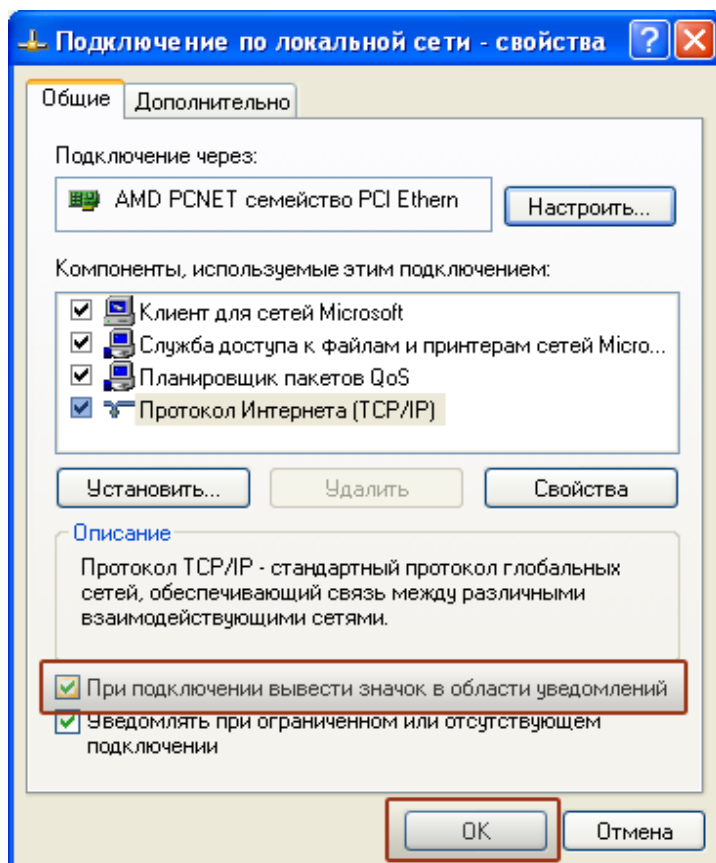 Подключение по локальной сети - свойства
Общие
Дополнительно
Подключение через:
AMD PCNET семейство PCI Ethern
Настроить...
Компоненты, используемые этим подключением:
Клиент для сетей Microsoft
Служба доступа к файлам и принтерам сетей Micro...
Планировщик пакетов QoS
Протокол Интернета (TCP/IP)
Установить...
Удалить
Свойства
Описание
Протокол TCP/IP - стандартный протокол глобальных
сетей, обеспечивающий связь между различными
взаимодействующими сетями.
При подключении вывести значок в области уведомлений
Уведомлять при ограниченном или отсутствующем
подключении
OK
Отмена